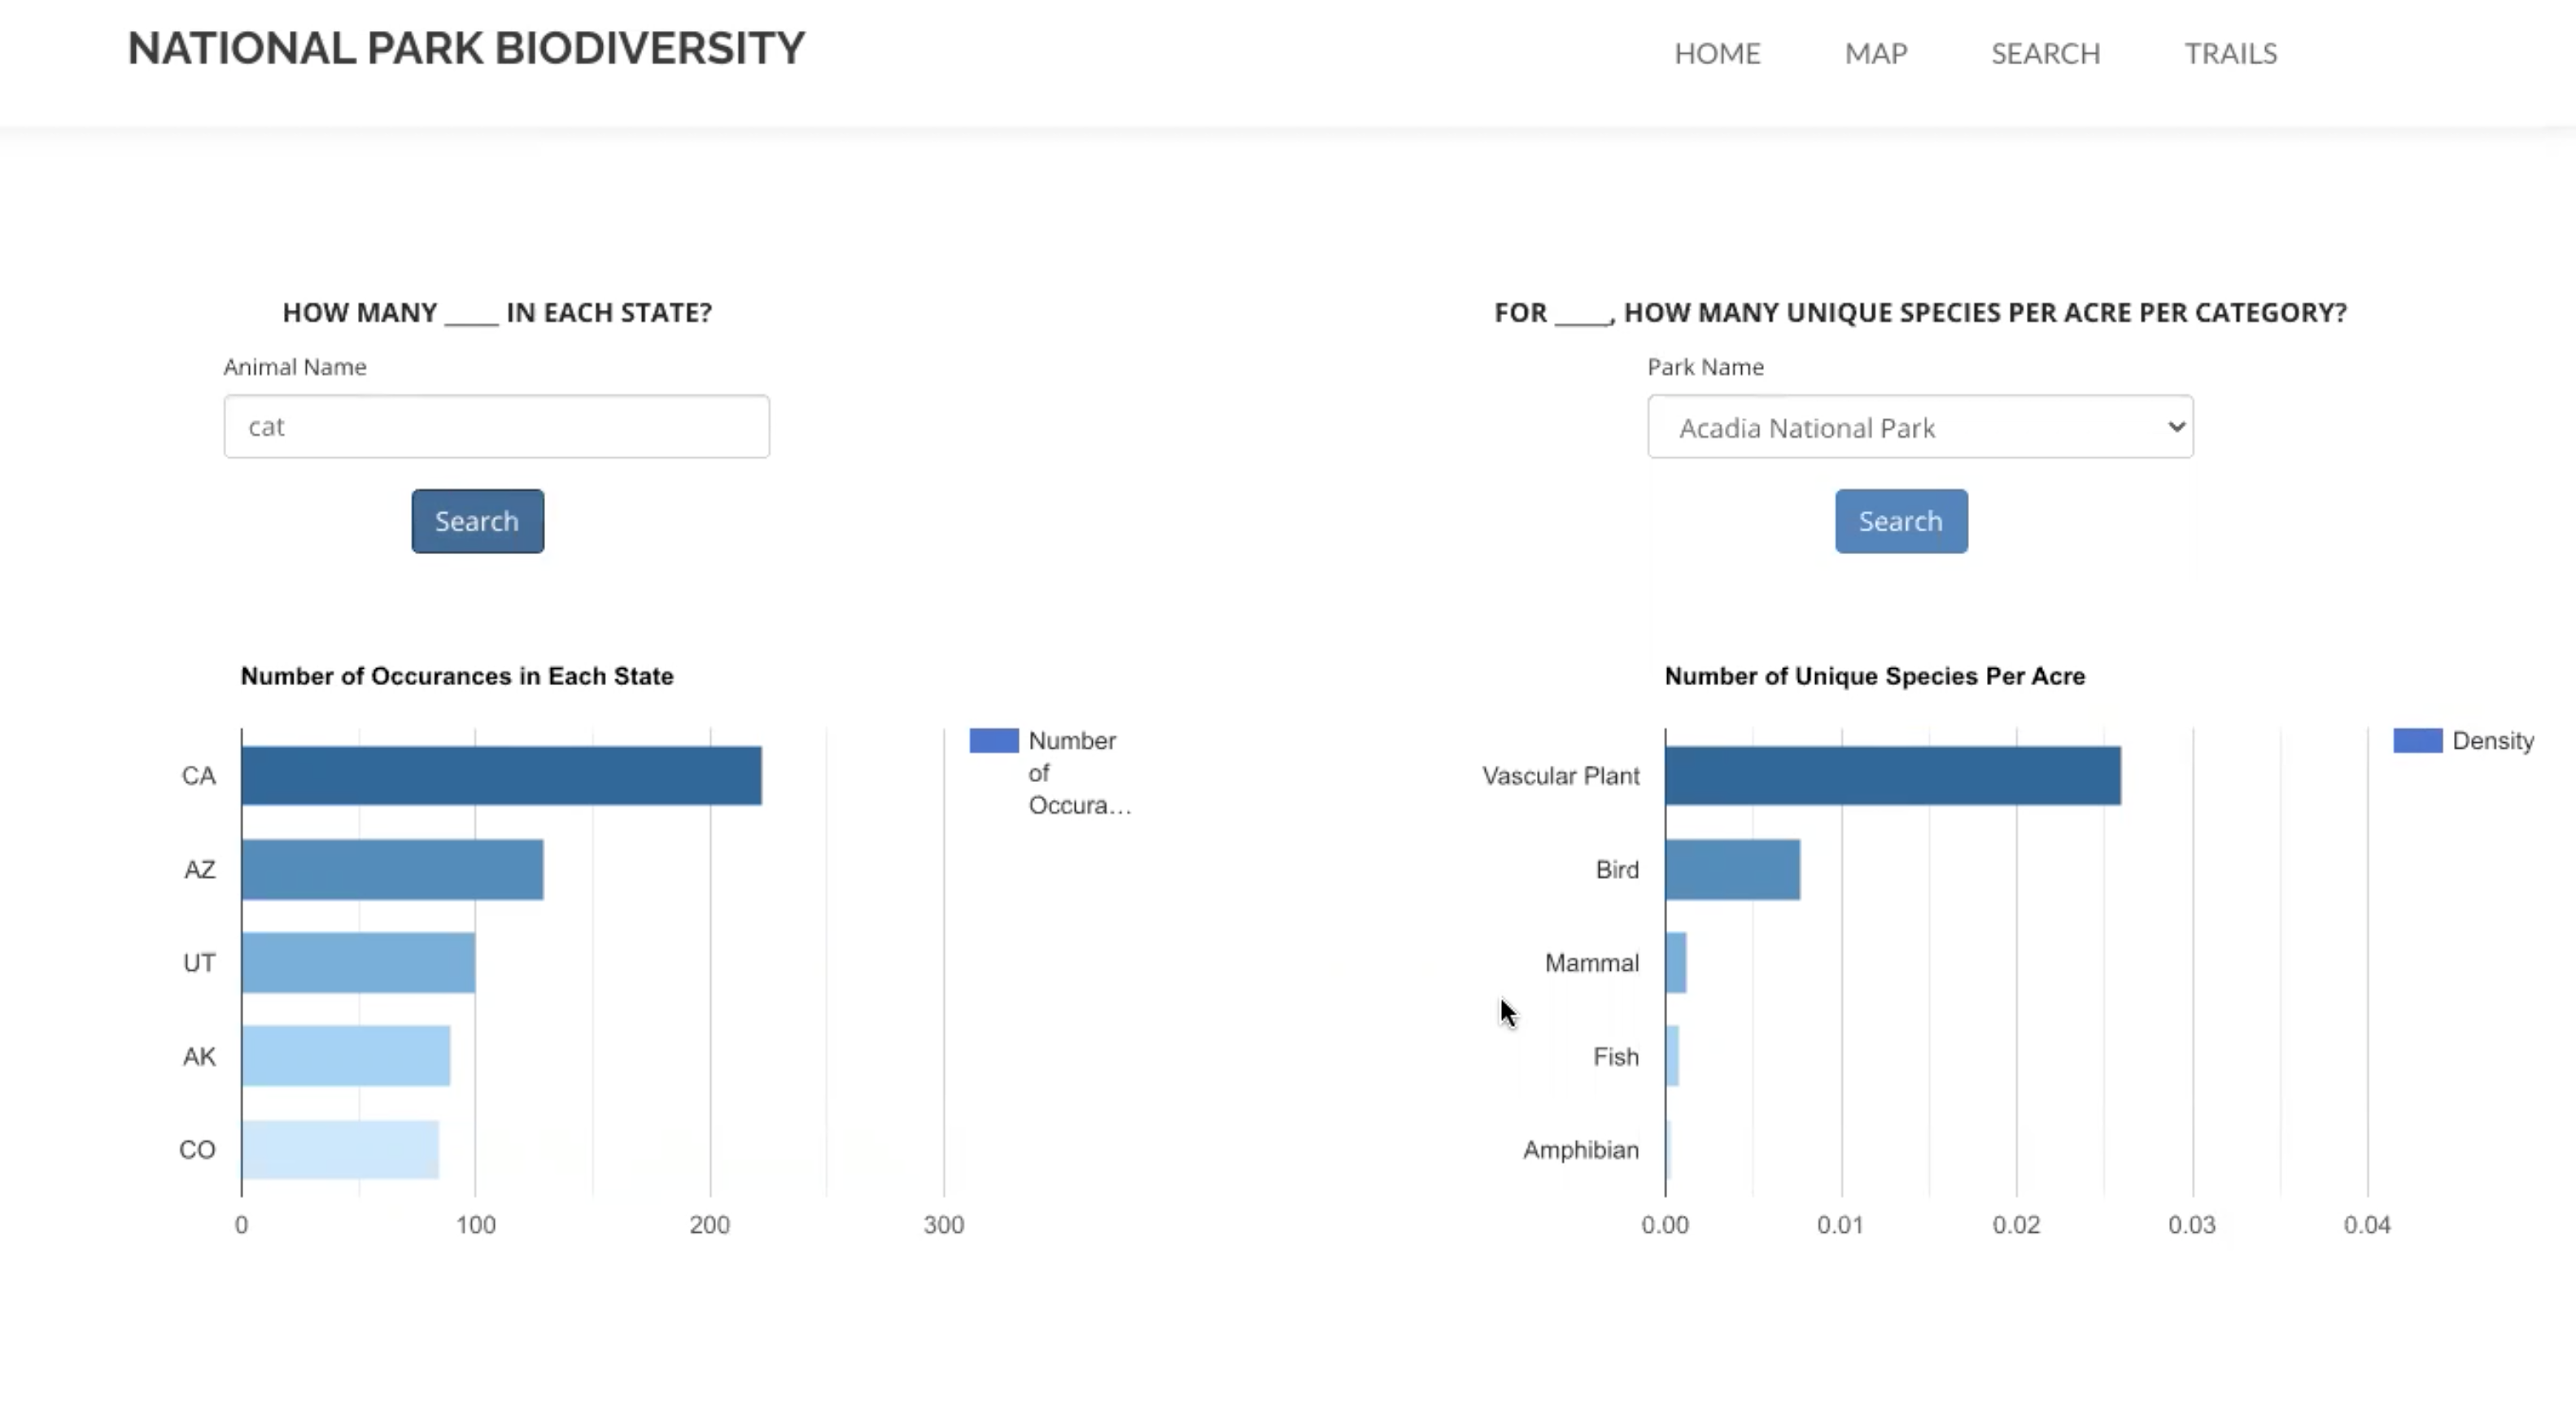 NATIONAL PARK BIODIVERSITY
HOME MAP SEARCH TRAILS
HOW MANY ____ IN EACH STATE?
Animal Name
cat
Search
Number of Occurances in Each State
CA
AZ
UT
AK
CO
0 100 200 300
Number
of
Occura...
FOR ____, HOW MANY UNIQUE SPECIES PER ACRE PER CATEGORY?
Park Name
Acadia National Park
Search
Number of Unique Species Per Acre
Vascular Plant
Bird
Mammal
Fish
Amphibian
0.00 0.01 0.02 0.03 0.04
Density